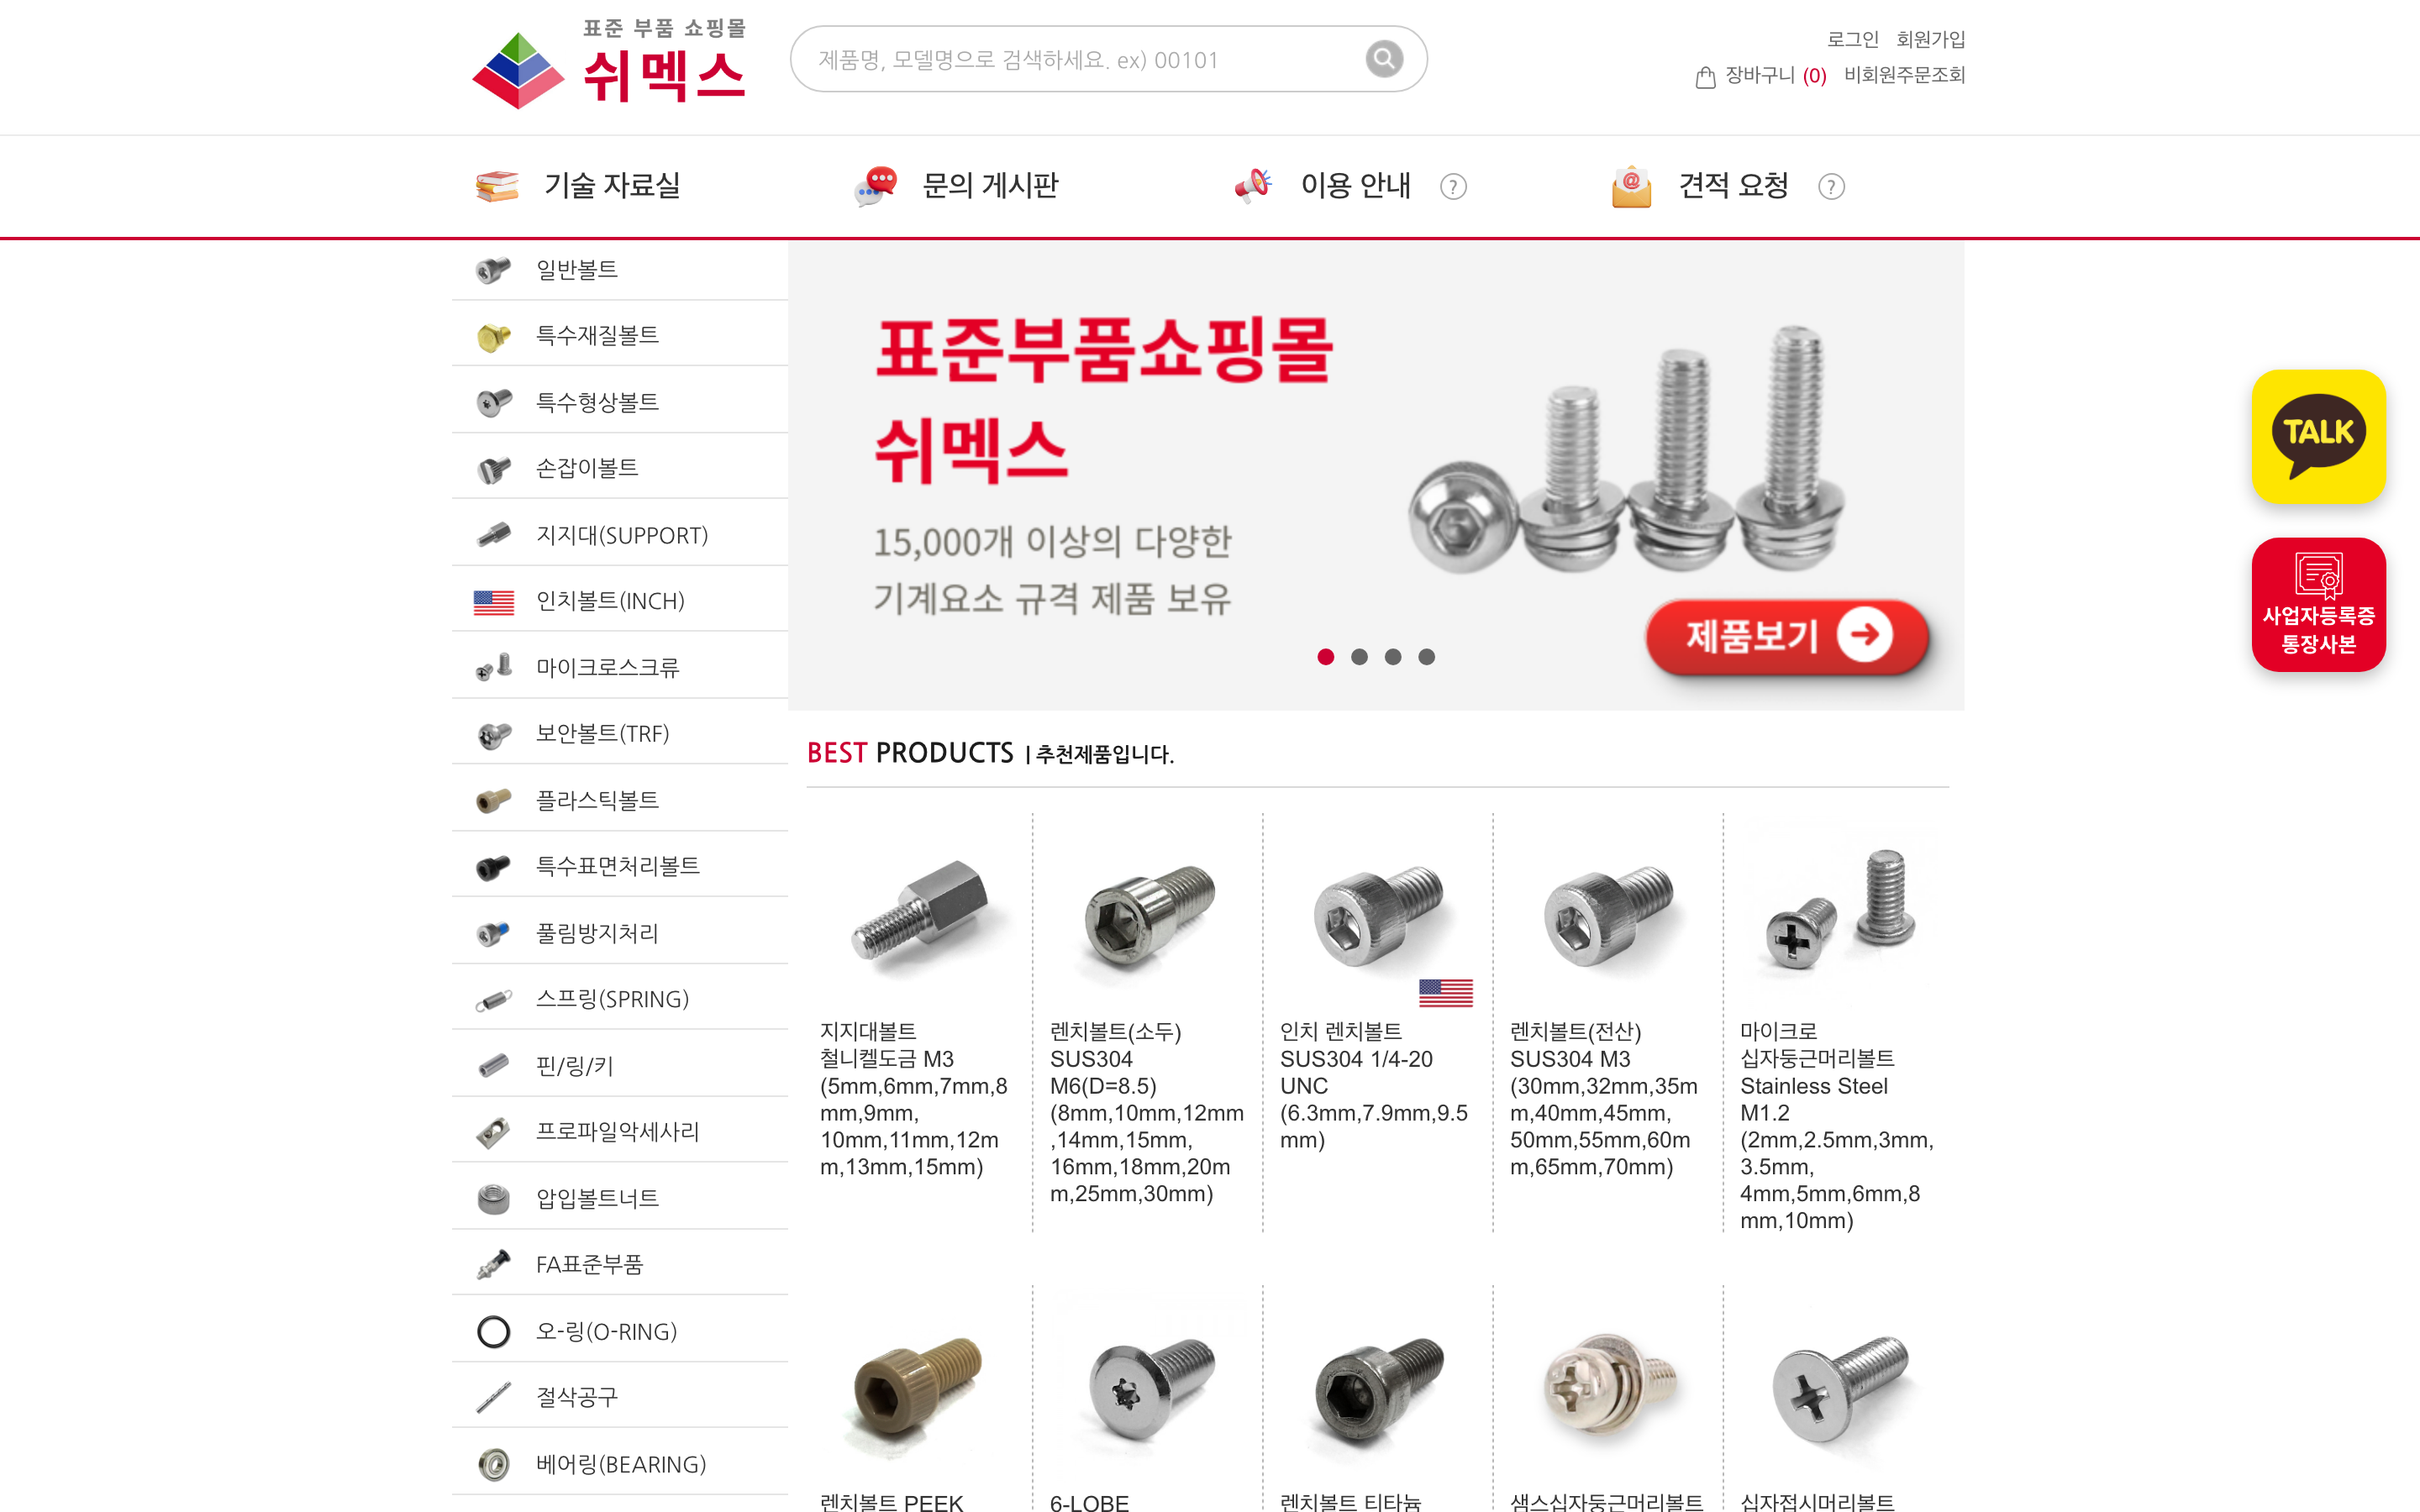 표준 부품 쇼핑몰
쉬멕스
제품명, 모델명으로 검색하세요. ex) 00101
로그인 회원가입
장바구니 (0) 비회원주문조회
기술 자료실
문의 게시판
이용 안내 ?
견적 요청 ?
일반볼트
특수재질볼트
특수형상볼트
손잡이볼트
지지대(SUPPORT)
인치볼트(INCH)
마이크로스크류
보안볼트(TRF)
플라스틱볼트
특수표면처리볼트
풀림방지처리
스프링(SPRING)
핀/링/키
프로파일악세사리
압입볼트너트
FA표준부품
오-링(O-RING)
절삭공구
베어링(BEARING)
표준부품쇼핑몰
쉬멕스
15,000개 이상의 다양한
기계요소 규격 제품 보유
제품보기
TALK
사업자등록증
통장사본
BEST PRODUCTS | 추천제품입니다.
지지대볼트
철니켈도금 M3
(5mm,6mm,7mm,8
mm,9mm,
10mm,11mm,12m
m,13mm,15mm)
렌치볼트(소두)
SUS304
M6(D=8.5)
(8mm,10mm,12mm
,14mm,15mm,
16mm,18mm,20m
m,25mm,30mm)
인치 렌치볼트
SUS304 1/4-20
UNC
(6.3mm,7.9mm,9.5
mm)
렌치볼트(전산)
SUS304 M3
(30mm,32mm,35m
m,40mm,45mm,
50mm,55mm,60m
m,65mm,70mm)
마이크로
십자둥근머리볼트
Stainless Steel
M1.2
(2mm,2.5mm,3mm,
3.5mm,
4mm,5mm,6mm,8
mm,10mm)
렌치볼트 PEEK
6-LOBE
렌치볼트 티타늄
샘스십자둥근머리볼트
십자접시머리볼트